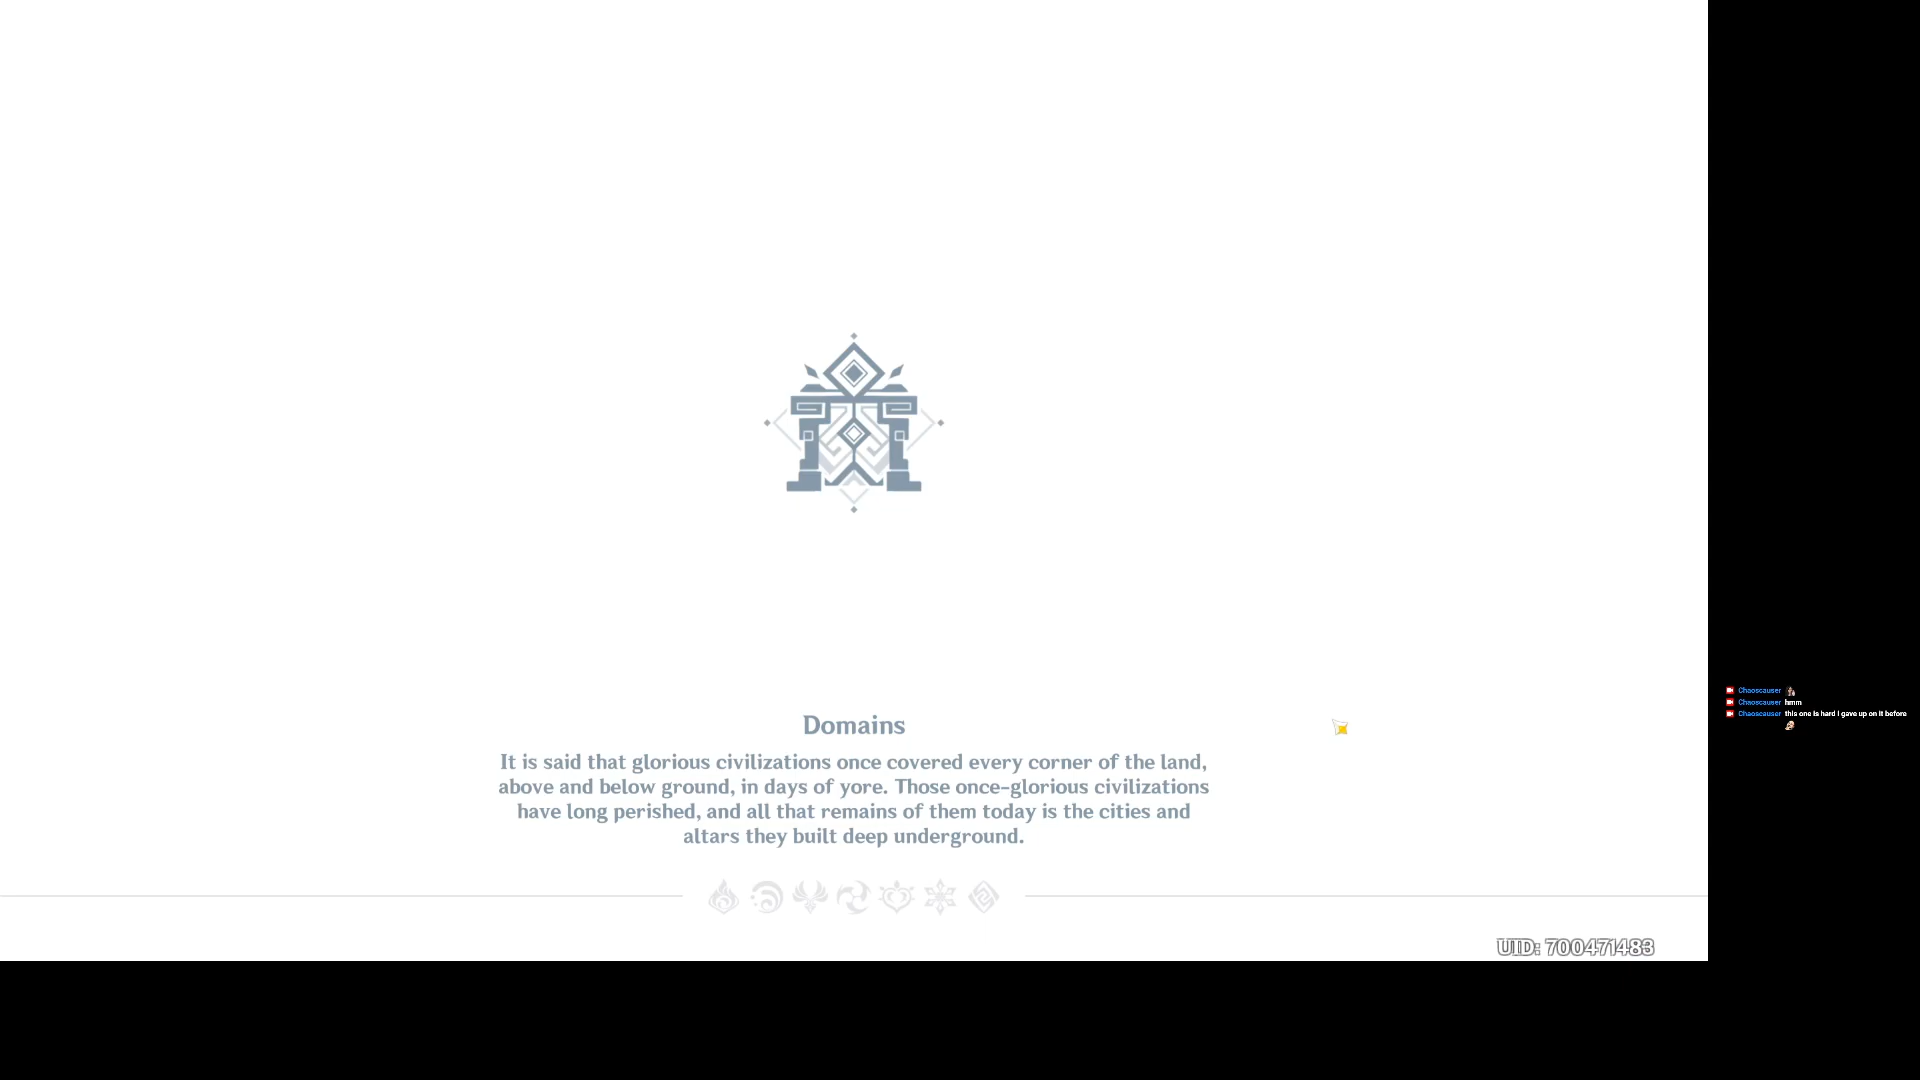 Domains
It is said that glorious civilizations once covered every corner of the land,
above and below ground, in days of yore. Those once-glorious civilizations
have long perished, and all that remains of them today is the cities and
altars they built deep underground.
UID: 700471483
Chaoscauser
Chaoscauser hmm
Chaoscauser this one is hard I gave up on it before